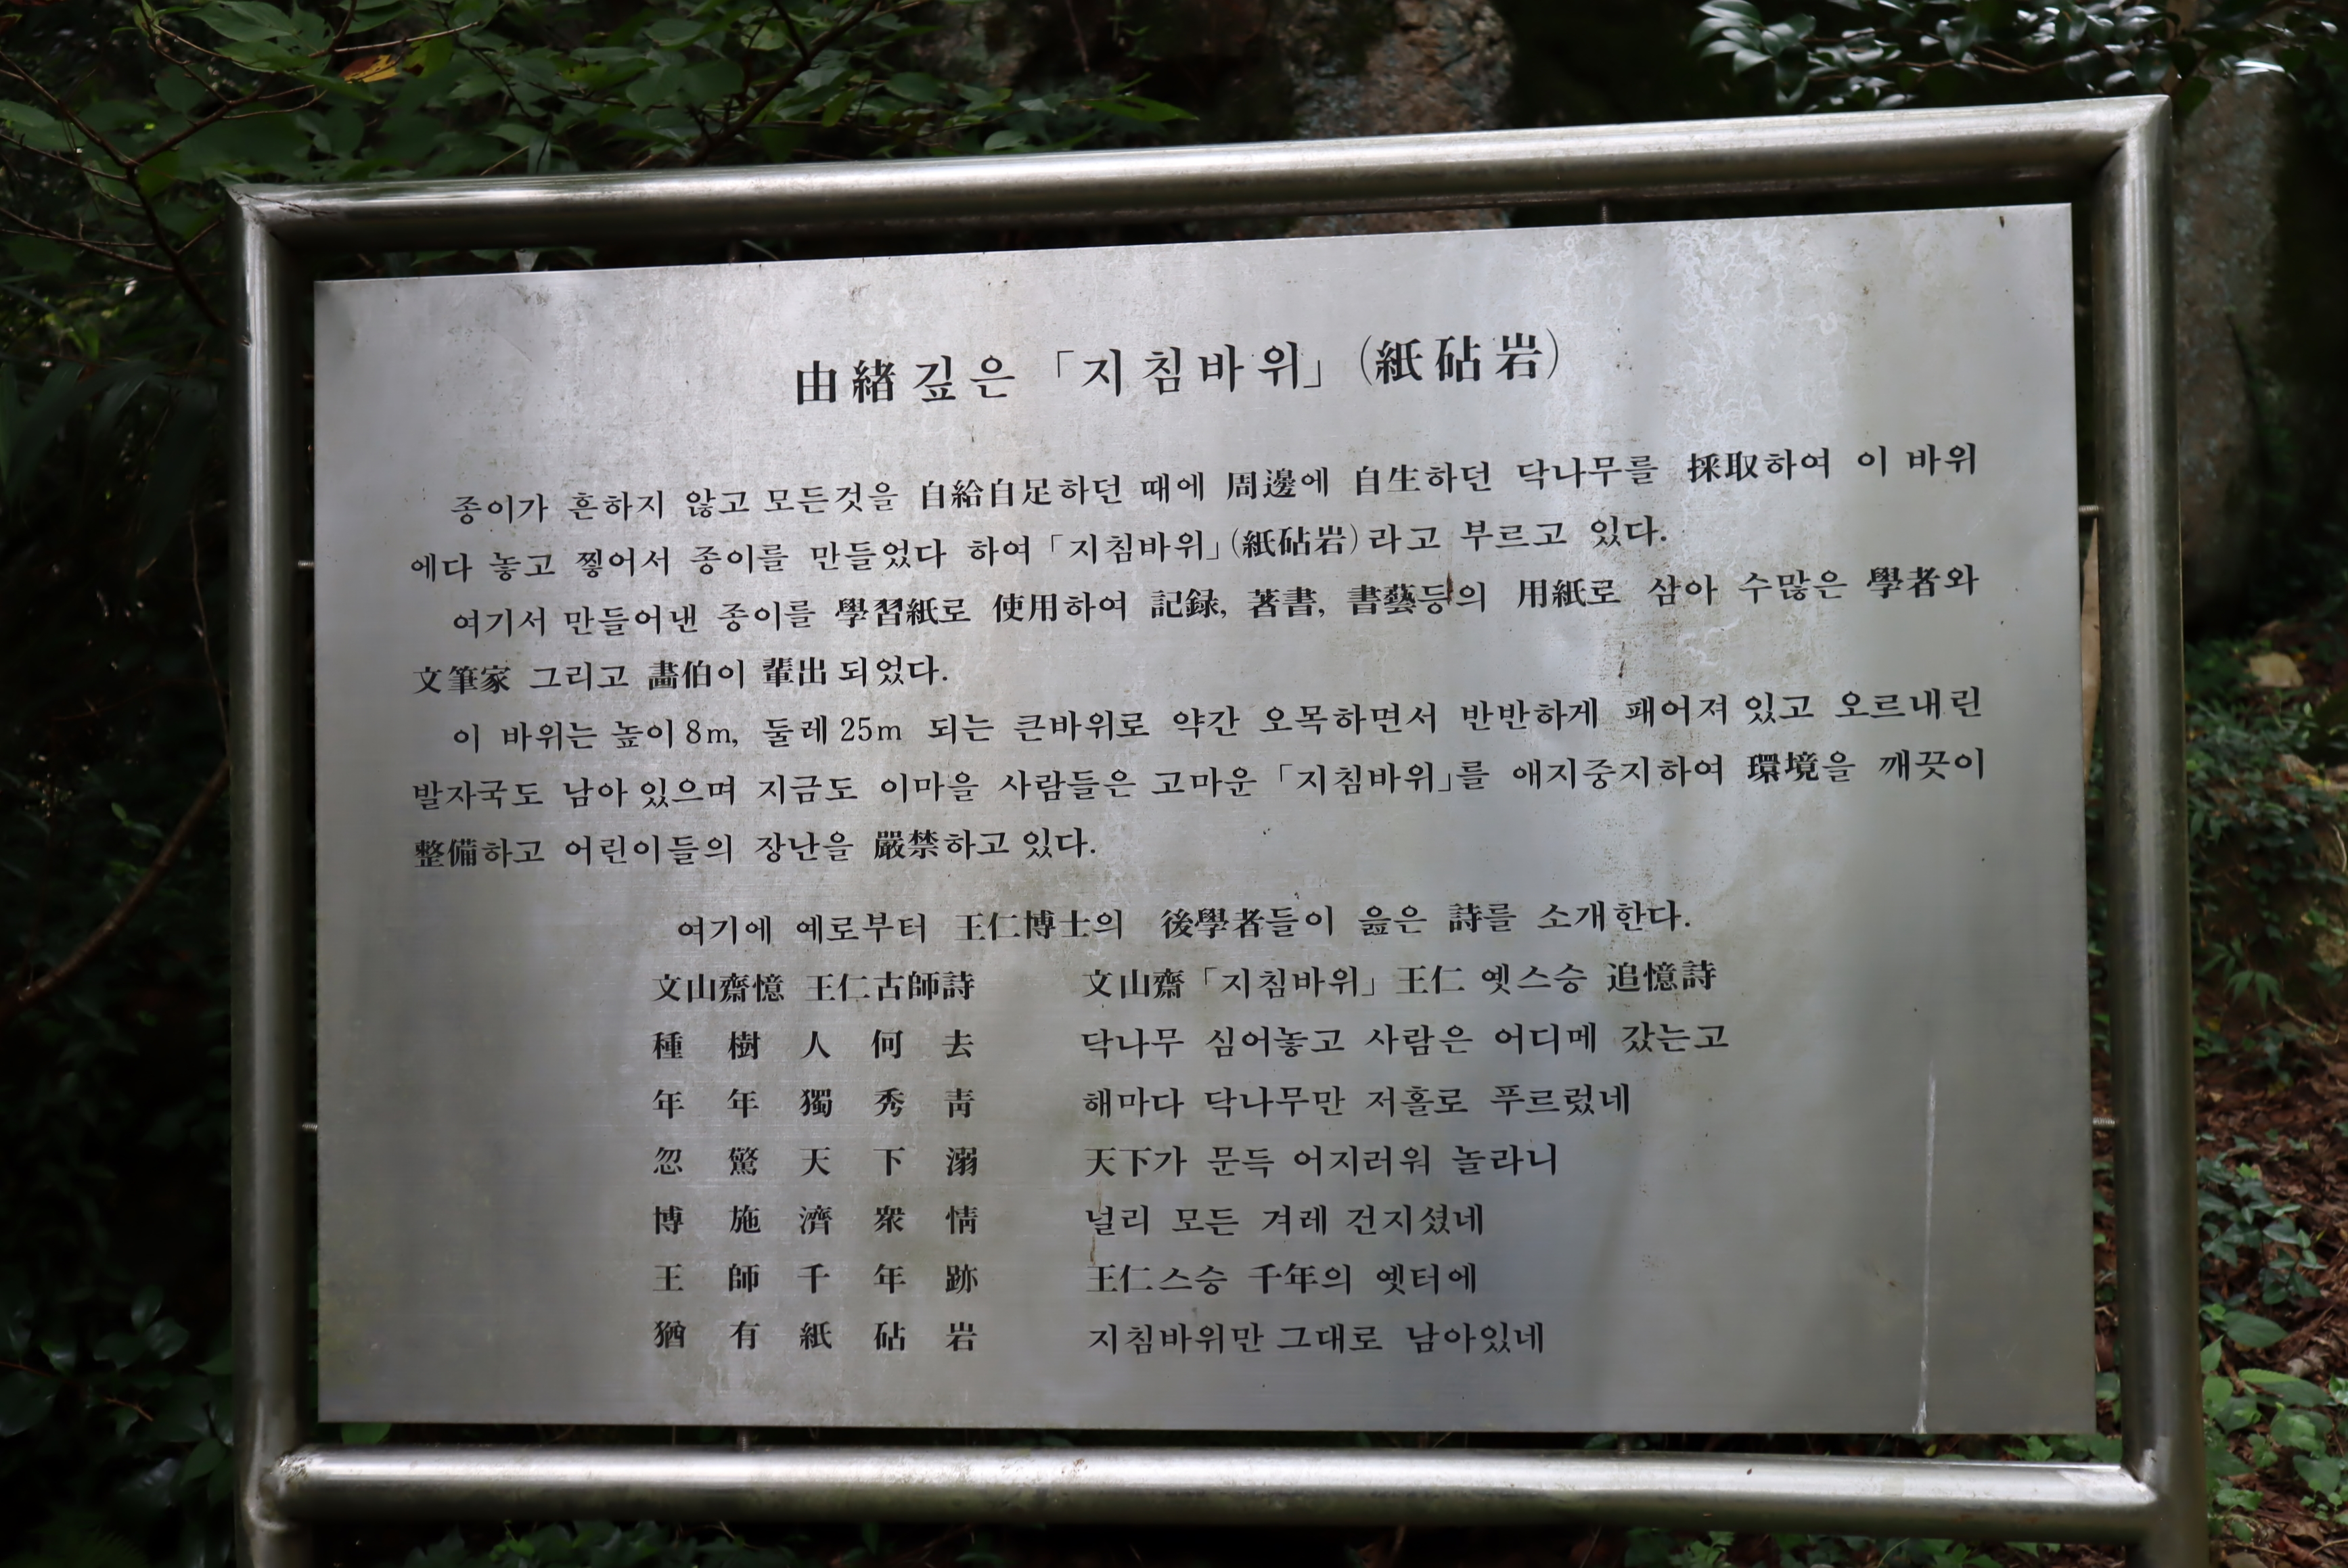 由緖깊은 「지침바위」(紙砧岩)
종이가 흔하지 않고 모든것을 自給自足하던 때에 周邊에 自生하던 닥나무를 採取하여 이 바위
에다 놓고 찧어서 종이를 만들었다 하여 「지침바위」(紙砧岩)라고 부르고 있다.
여기서 만들어낸 종이를 學習紙로 使用하여 記録, 著書, 書藝등의 用紙로 삼아 수많은 學者와
文筆家 그리고 畵伯이 輩出되었다.
이 바위는 높이 8m, 둘레 25m 되는 큰바위로 약간 오목하면서 반반하게 패어져 있고 오르내린
발자국도 남아 있으며 지금도 이마을 사람들은 고마운 「지침바위」를 애지중지하여 環境을 깨끗이
整備하고 어린이들의 장난을 嚴禁하고 있다.
여기에 예로부터 王仁博士의 後學者들이 읊은 詩를 소개한다.
文山齋憶 王仁古師詩 文山齋「지침바위」王仁 옛스승 追憶詩
種樹人何去 닥나무 심어놓고 사람은 어디메 갔는고
年年獨秀靑 해마다 닥나무만 저홀로 푸르렀네
忽驚天下溺 天下가 문득 어지러워 놀라니
博施濟衆情 널리 모든 겨레 건지셨네
王師千年跡 王仁스승 千年의 옛터에
猶有紙砧岩 지침바위만 그대로 남아있네